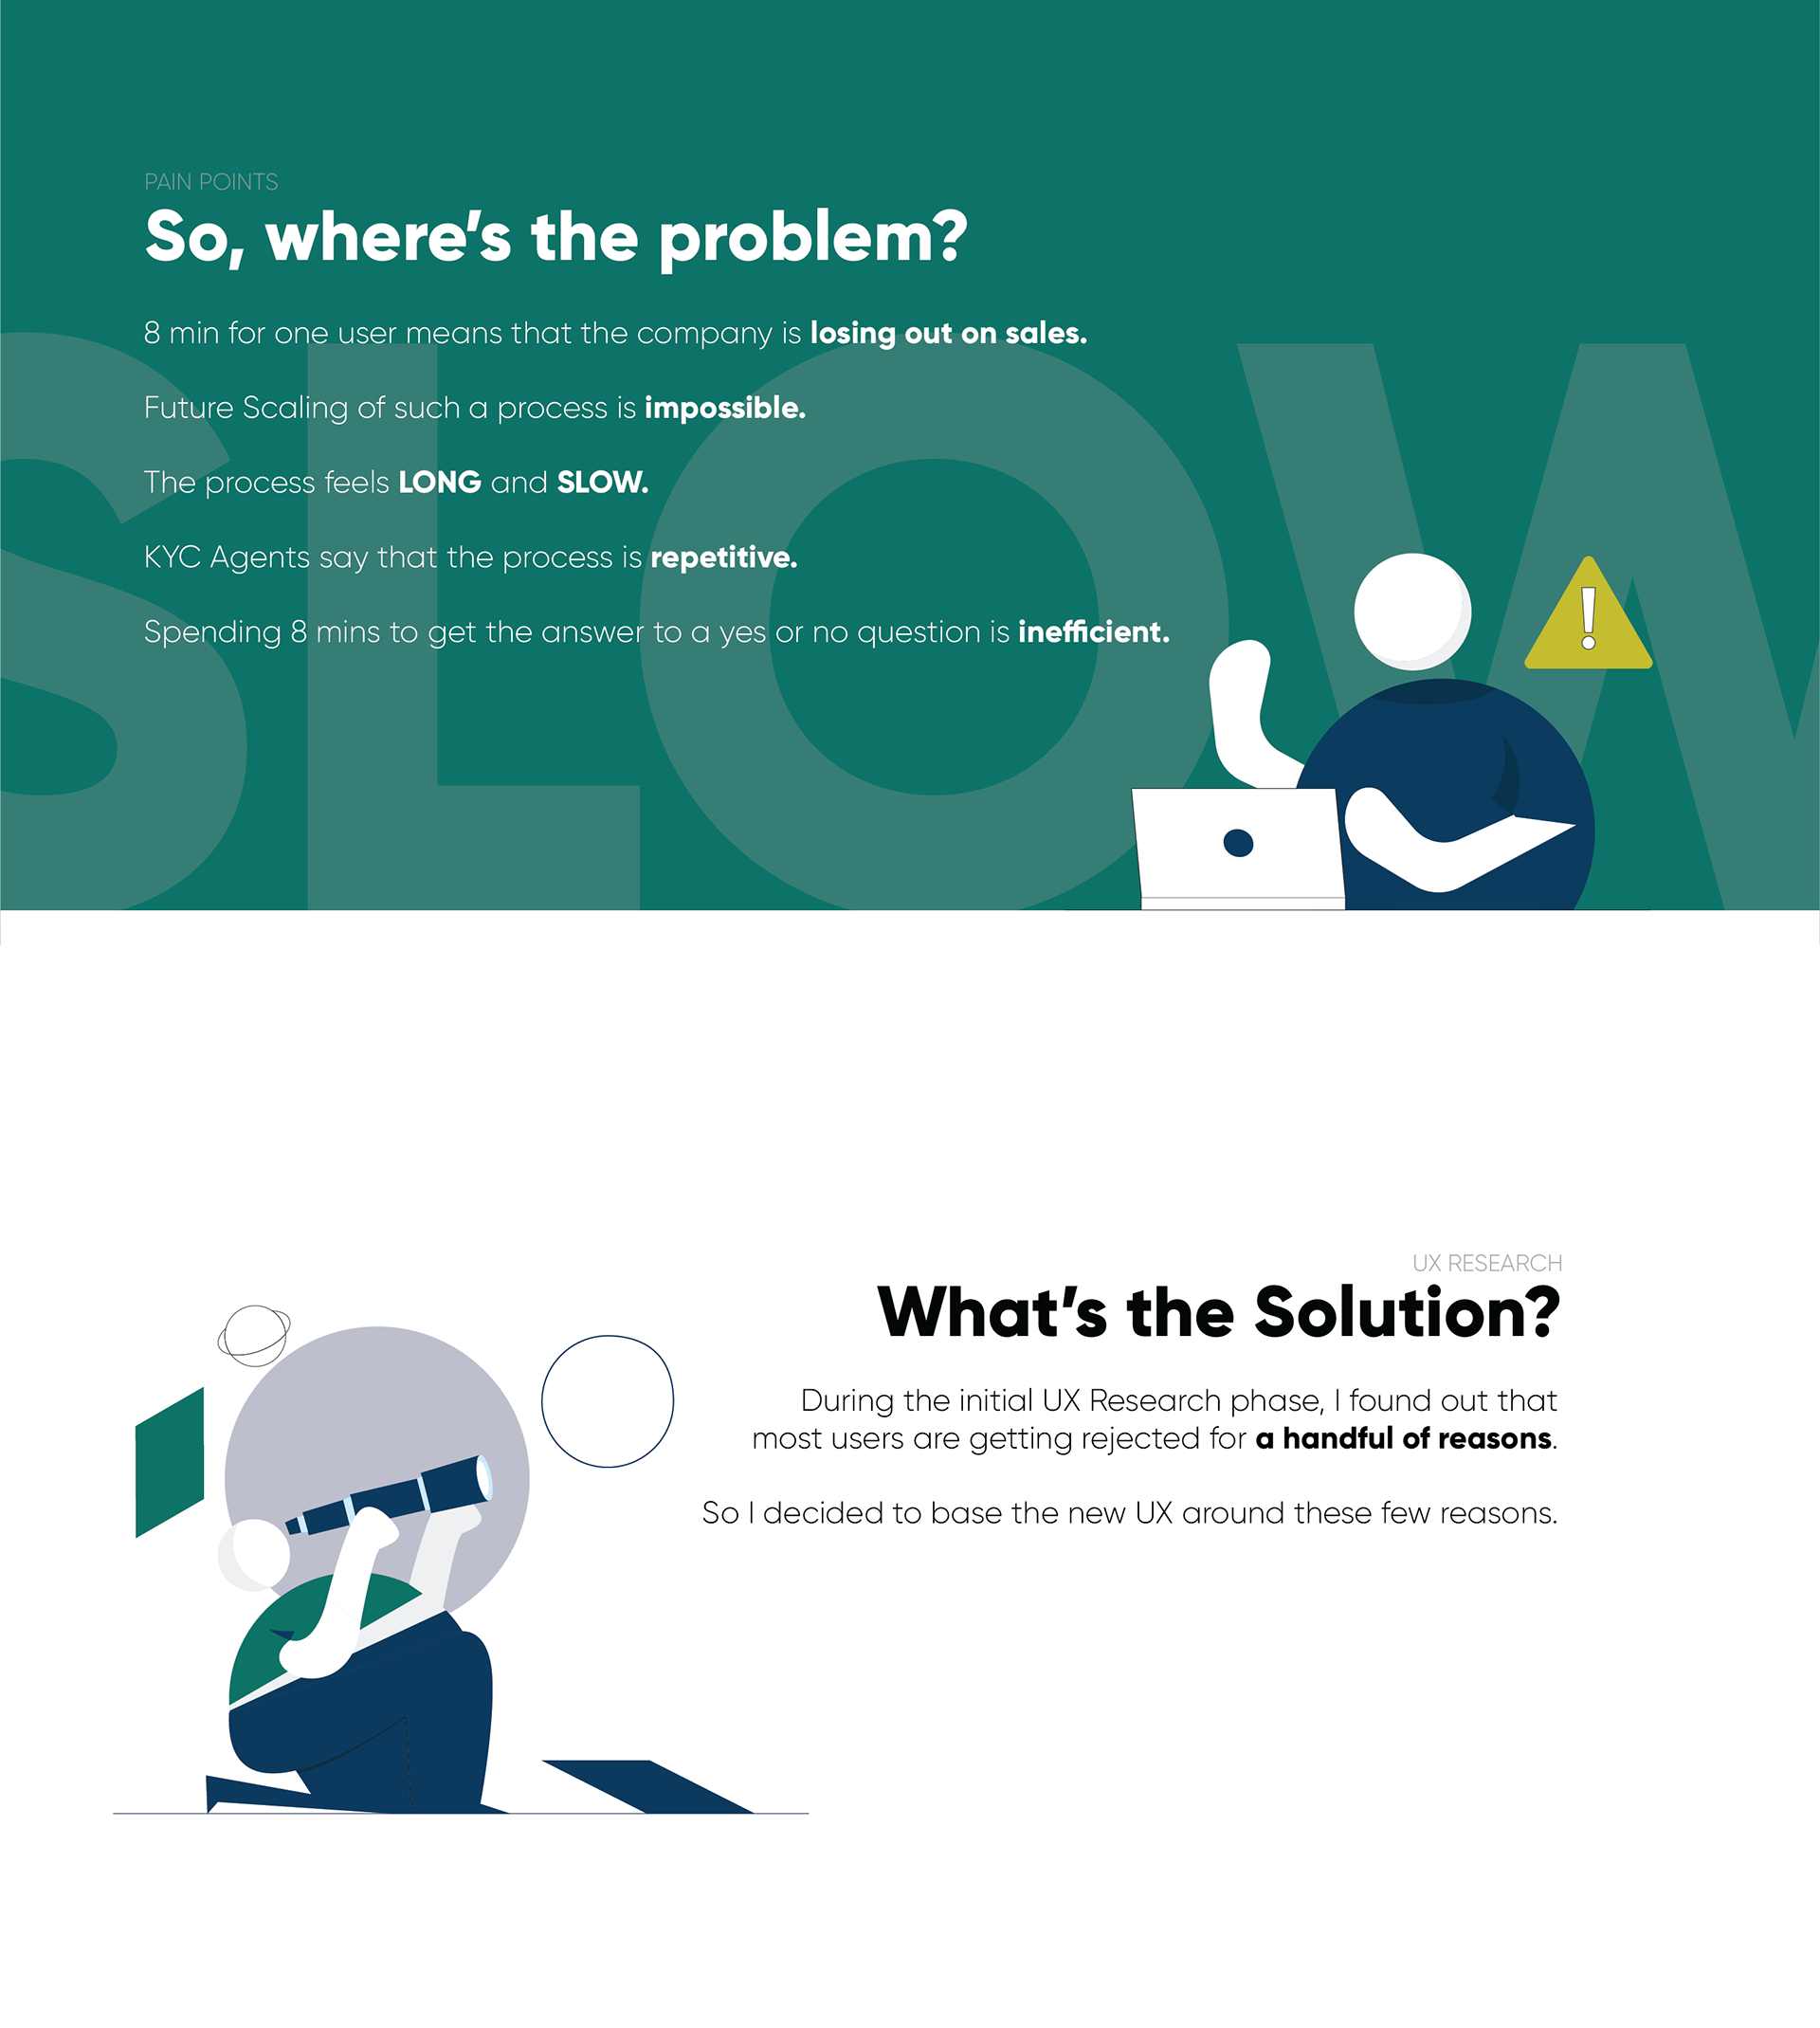 PAIN POINTS
So, where's the problem?
8 min for one user means that the company is losing out on sales.
Future Scaling of such a process is impossible.
The process feels LONG and SLOW.
KYC Agents say that the process is repetitive.
Spending 8 mins to get the answer to a yes or no question is inefficient.
SLOW
!
UX RESEARCH
What's the Solution?
During the initial UX Research phase, I found out that
most users are getting rejected for a handful of reasons.
So I decided to base the new UX around these few reasons.